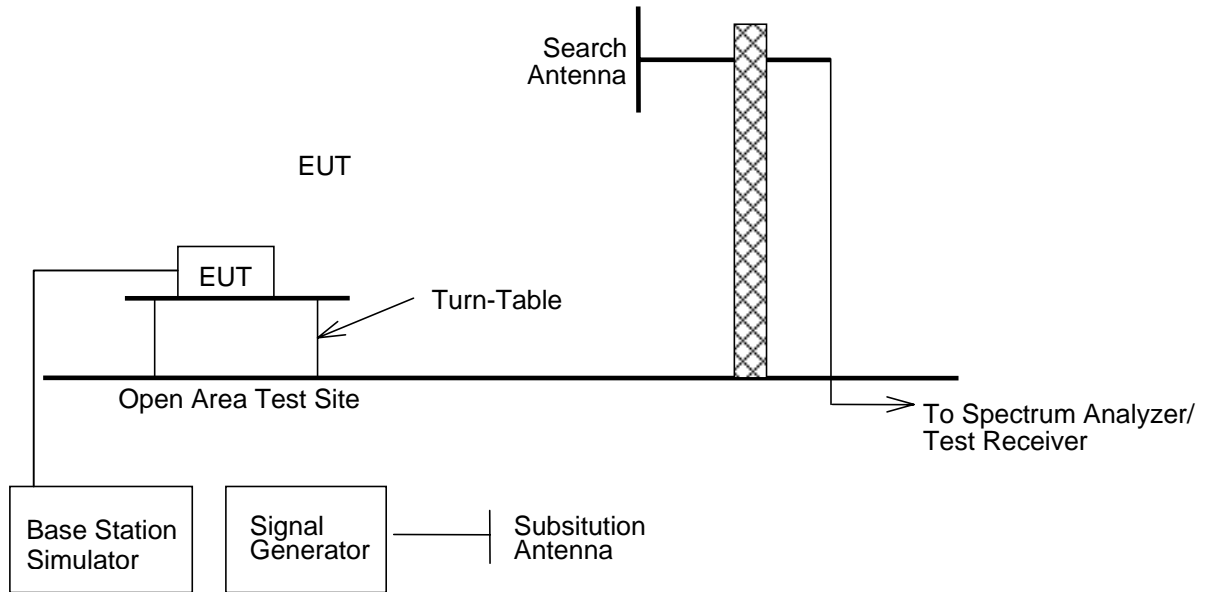 Search
Antenna
EUT
EUT
Turn-Table
Open Area Test Site
To Spectrum Analyzer/
Test Receiver
Base Station
Simulator
Signal
Generator
Subsitution
Antenna